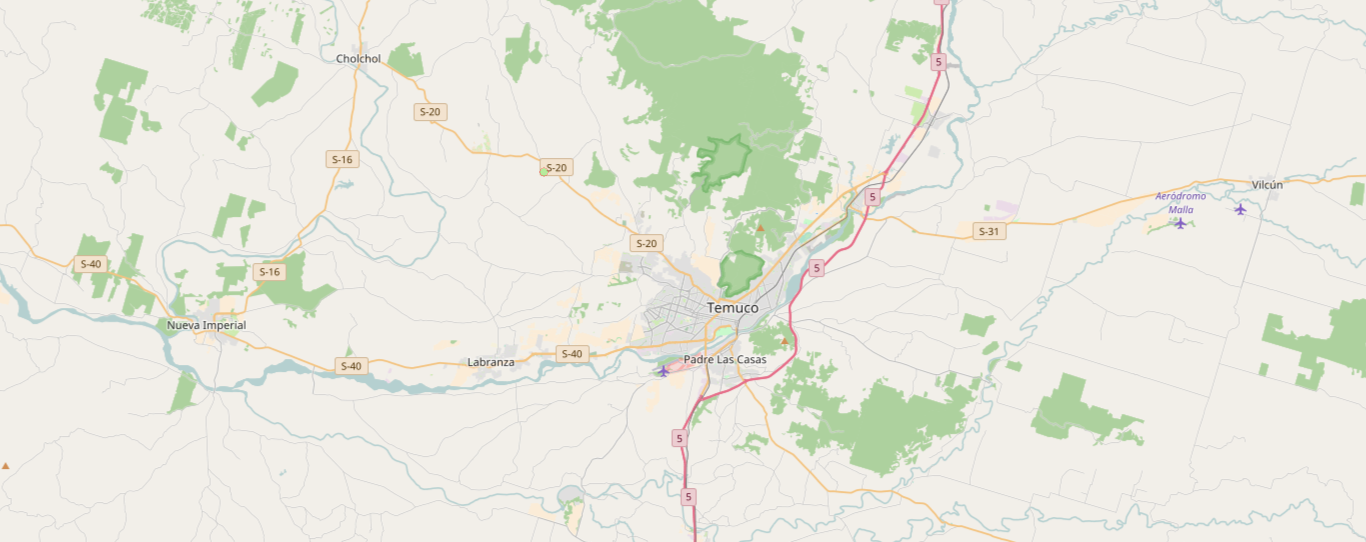 5
Cholchol
S-20
S-16
S-20
Vilcún
Aeródromo
Malla
5
S-31
S-20
S-40
S-16
5
Temuco
Nueva Imperial
S-40
Labranza
S-40
Padre Las Casas
5
5